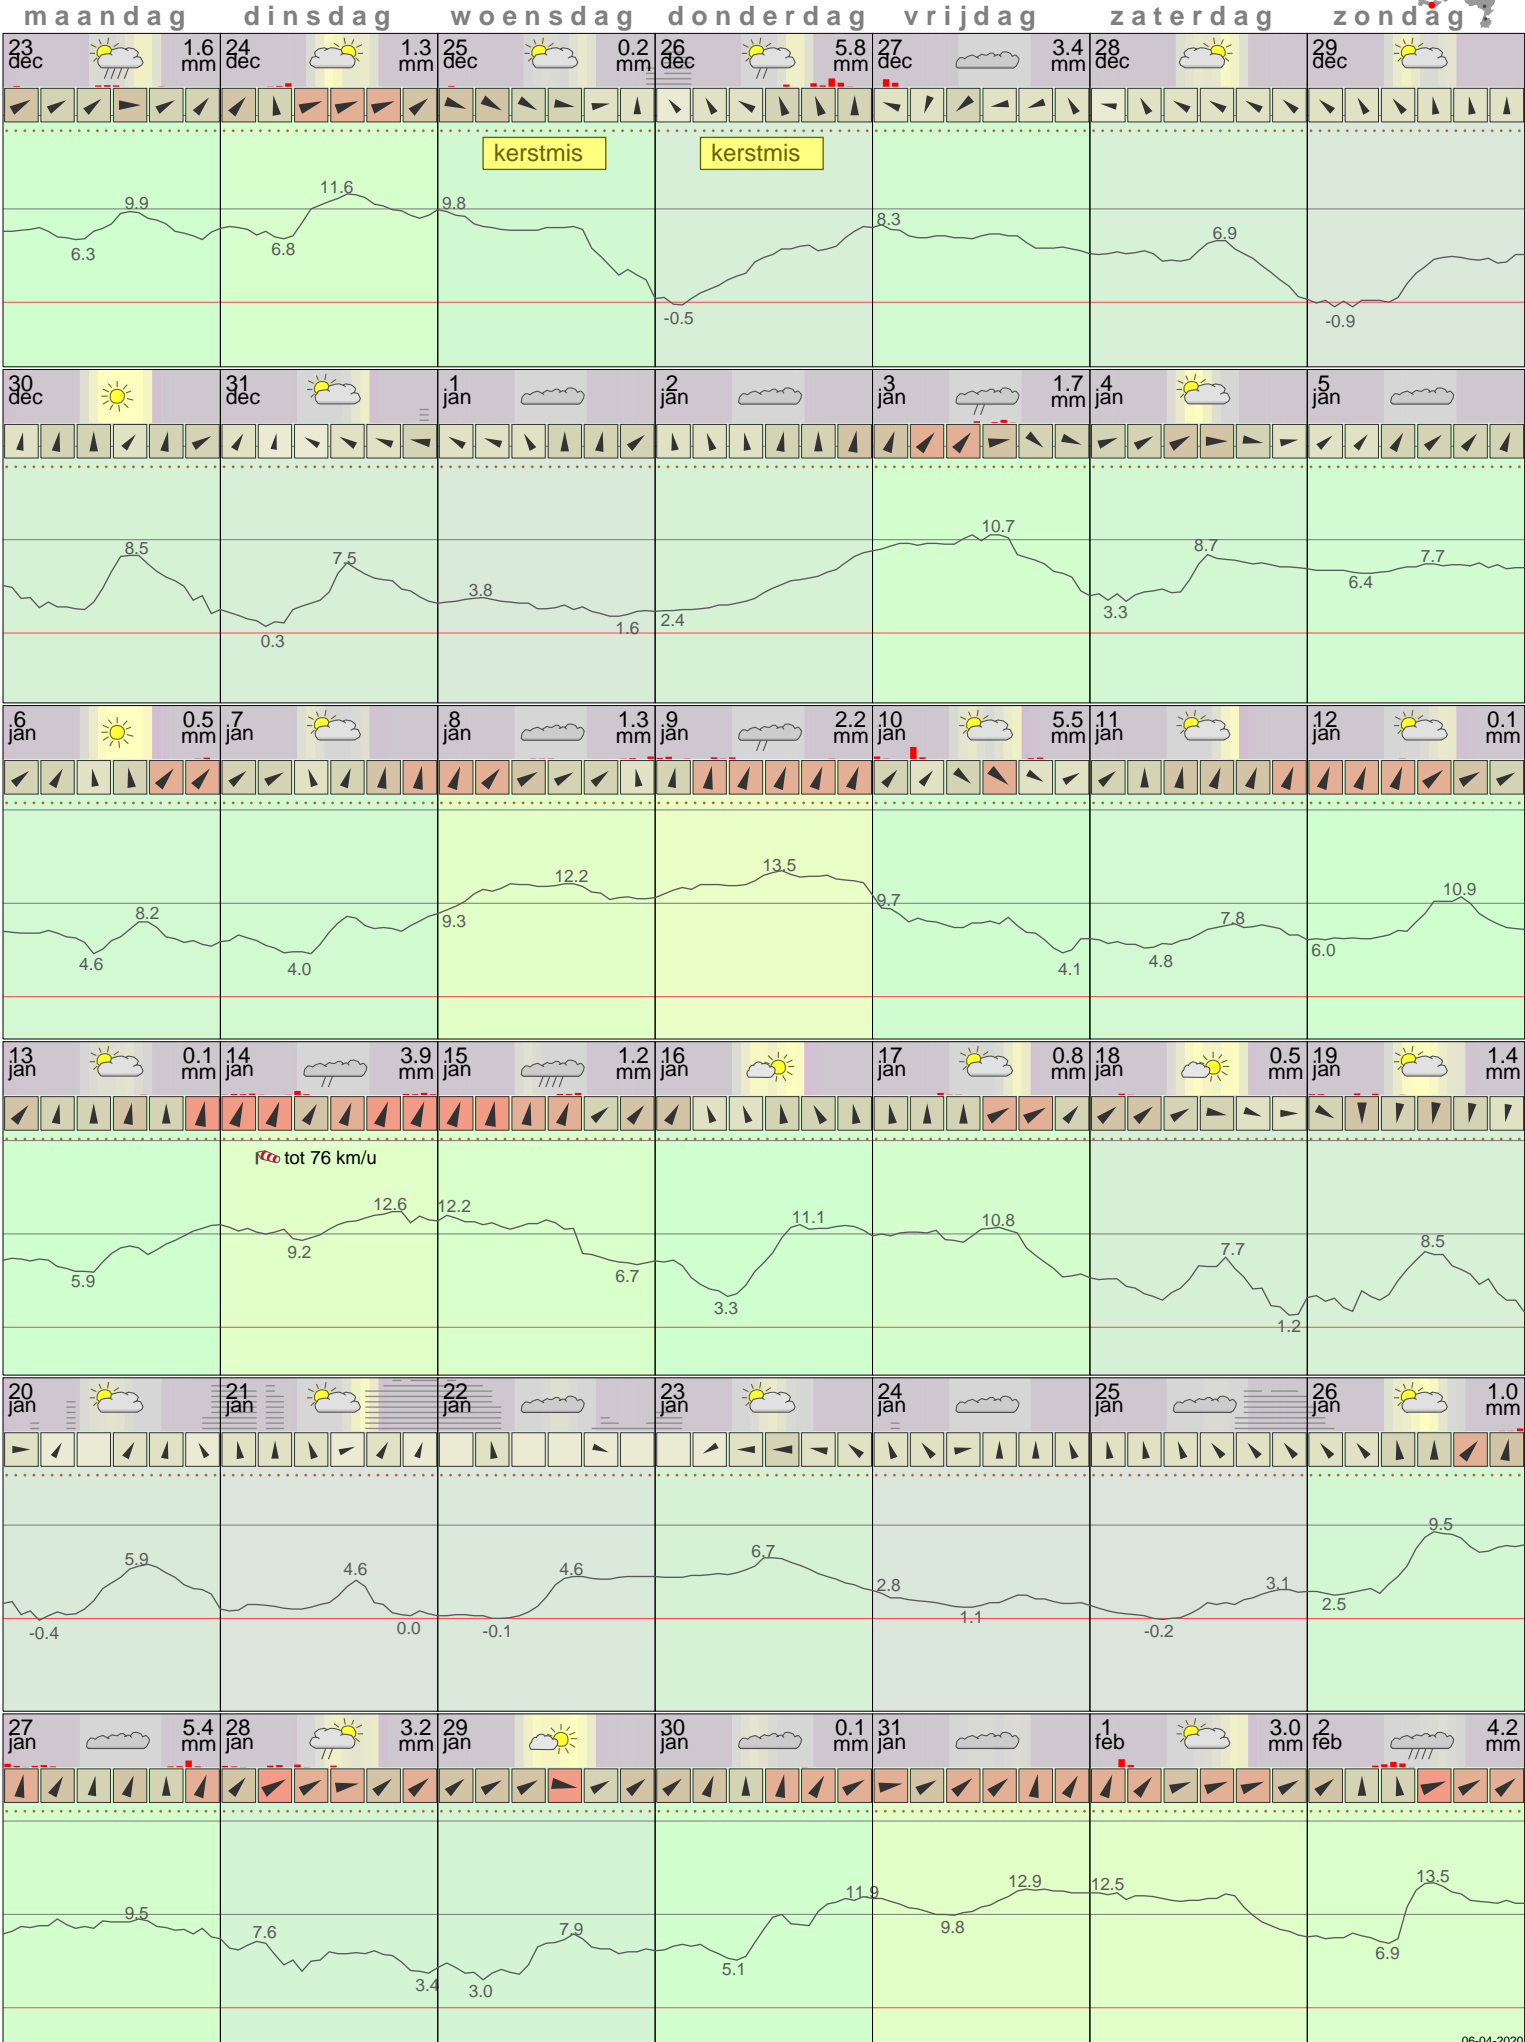 maandag dinsdag woensdag donderdag vrijdag zaterdag zondag
23 dec 1.6 mm 24 dec 1.3 mm 25 dec 0.2 mm 26 dec 5.8 mm 27 dec 3.4 mm 28 dec 29 dec
kerstmis kerstmis
9.9 6.3 11.6 6.8 9.8 -0.5 8.3 6.9 -0.9
30 dec 31 dec 1 jan 2 jan 3 jan 1.7 mm 4 jan 5 jan
8.5 7.5 0.3 3.8 1.6 2.4 10.7 8.7 3.3 7.7 6.4
6 jan 0.5 mm 7 jan 8 jan 1.3 mm 9 jan 2.2 mm 10 jan 5.5 mm 11 jan 12 jan 0.1 mm
8.2 4.6 4.0 9.3 12.2 13.5 9.7 4.1 7.8 4.8 6.0 10.9
13 jan 0.1 mm 14 jan 3.9 mm 15 jan 1.2 mm 16 jan 17 jan 0.8 mm 18 jan 0.5 mm 19 jan 1.4 mm
tot 76 km/u
5.9 9.2 12.6 12.2 6.7 3.3 11.1 10.8 7.7 1.2 8.5
20 jan 21 jan 22 jan 23 jan 24 jan 25 jan 26 jan 1.0 mm
5.9 -0.4 4.6 0.0 -0.1 4.6 6.7 2.8 1.1 -0.2 3.1 2.5 9.5
27 jan 5.4 mm 28 jan 3.2 mm 29 jan 30 jan 0.1 mm 31 jan 1 feb 3.0 mm 2 feb 4.2 mm
9.5 7.6 3.4 3.0 7.9 5.1 11.9 9.8 12.9 12.5 6.9 13.5
06-04-2020